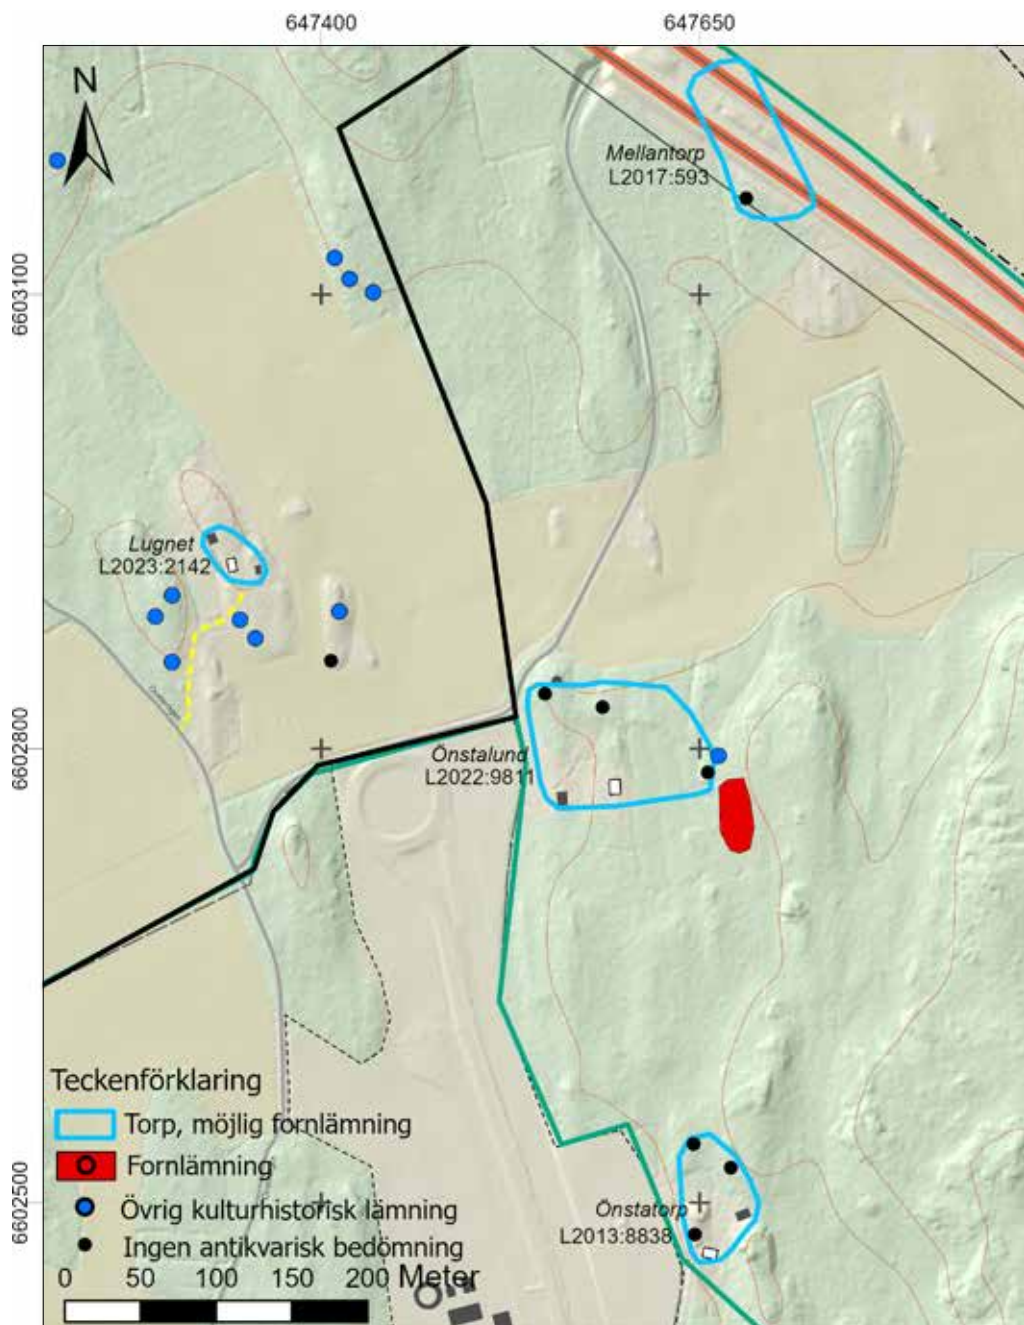 647400
647650
N
Mellantorp
L2017:593
6603100
Lugnet
L2023:2142
6602800
Önstalund
L2022:9811
Teckenförklaring
Torp, möjlig fornlämning
Fornlämning
Övrig kulturhistorisk lämning
Ingen antikvarisk bedömning
0 50 100 150 200 Meter
6602500
Önstatorp
L2013:8838